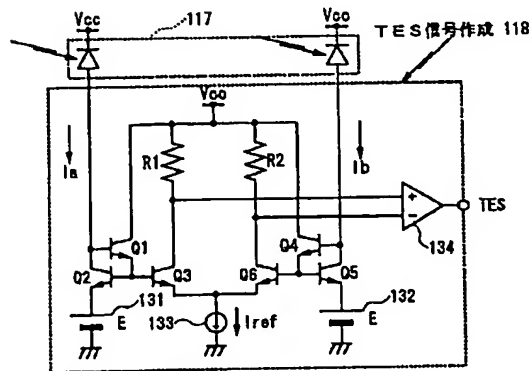 Vcc
117
Vcc
TES信号作成 118
Vcc
Ia
R1
R2
Ib
Q1
Q2
Q3
Q6
Q4
Q5
+
−
134
TES
131
E
133
Iref
132
E